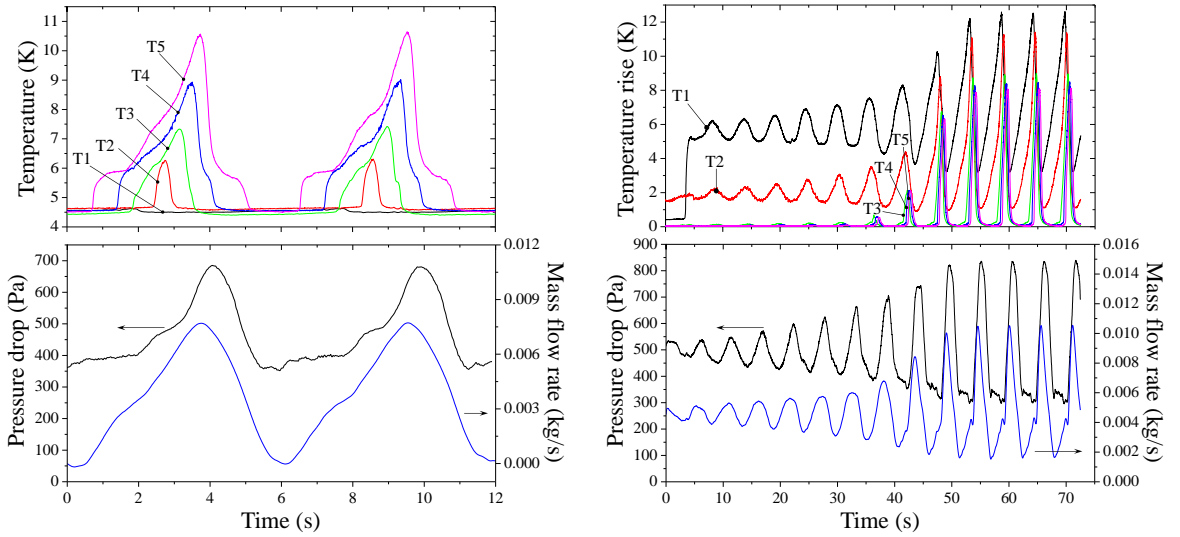 Temperature (K)
11
10
9
8
7
6
5
4
T5
T4
T3
T2
T1
Pressure drop (Pa)
700
600
500
400
300
200
100
0
0.012
0.009
0.006
0.003
0.000
Mass flow rate (kg/s)
0 2 4 6 8 10 12
Time (s)
Temperature rise (K)
12
10
8
6
4
2
0
T1
T2
T5
T4
T3
Pressure drop (Pa)
900
800
700
600
500
400
300
200
100
0
0.016
0.014
0.012
0.010
0.008
0.006
0.004
0.002
0.000
Mass flow rate (kg/s)
0 10 20 30 40 50 60 70
Time (s)